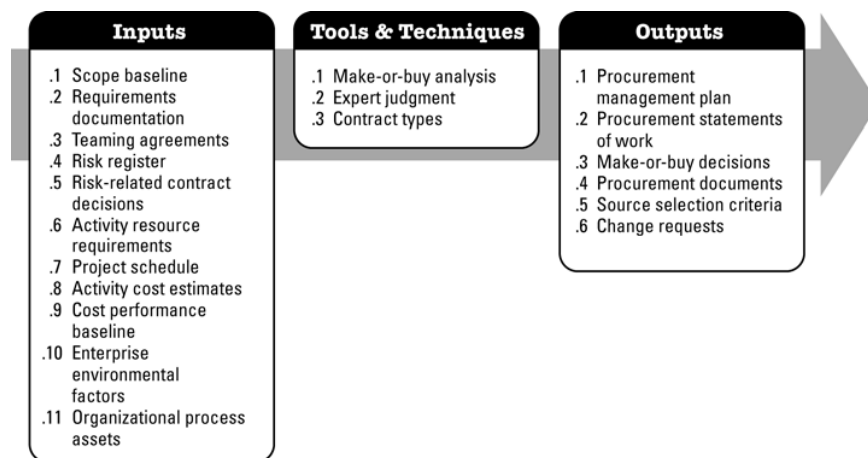 Inputs
.1 Scope baseline
.2 Requirements
documentation
.3 Teaming agreements
.4 Risk register
.5 Risk-related contract
decisions
.6 Activity resource
requirements
.7 Project schedule
.8 Activity cost estimates
.9 Cost performance
baseline
.10 Enterprise
environmental
factors
.11 Organizational process
assets
Tools & Techniques
.1 Make-or-buy analysis
.2 Expert judgment
.3 Contract types
Outputs
.1 Procurement
management plan
.2 Procurement statements
of work
.3 Make-or-buy decisions
.4 Procurement documents
.5 Source selection criteria
.6 Change requests